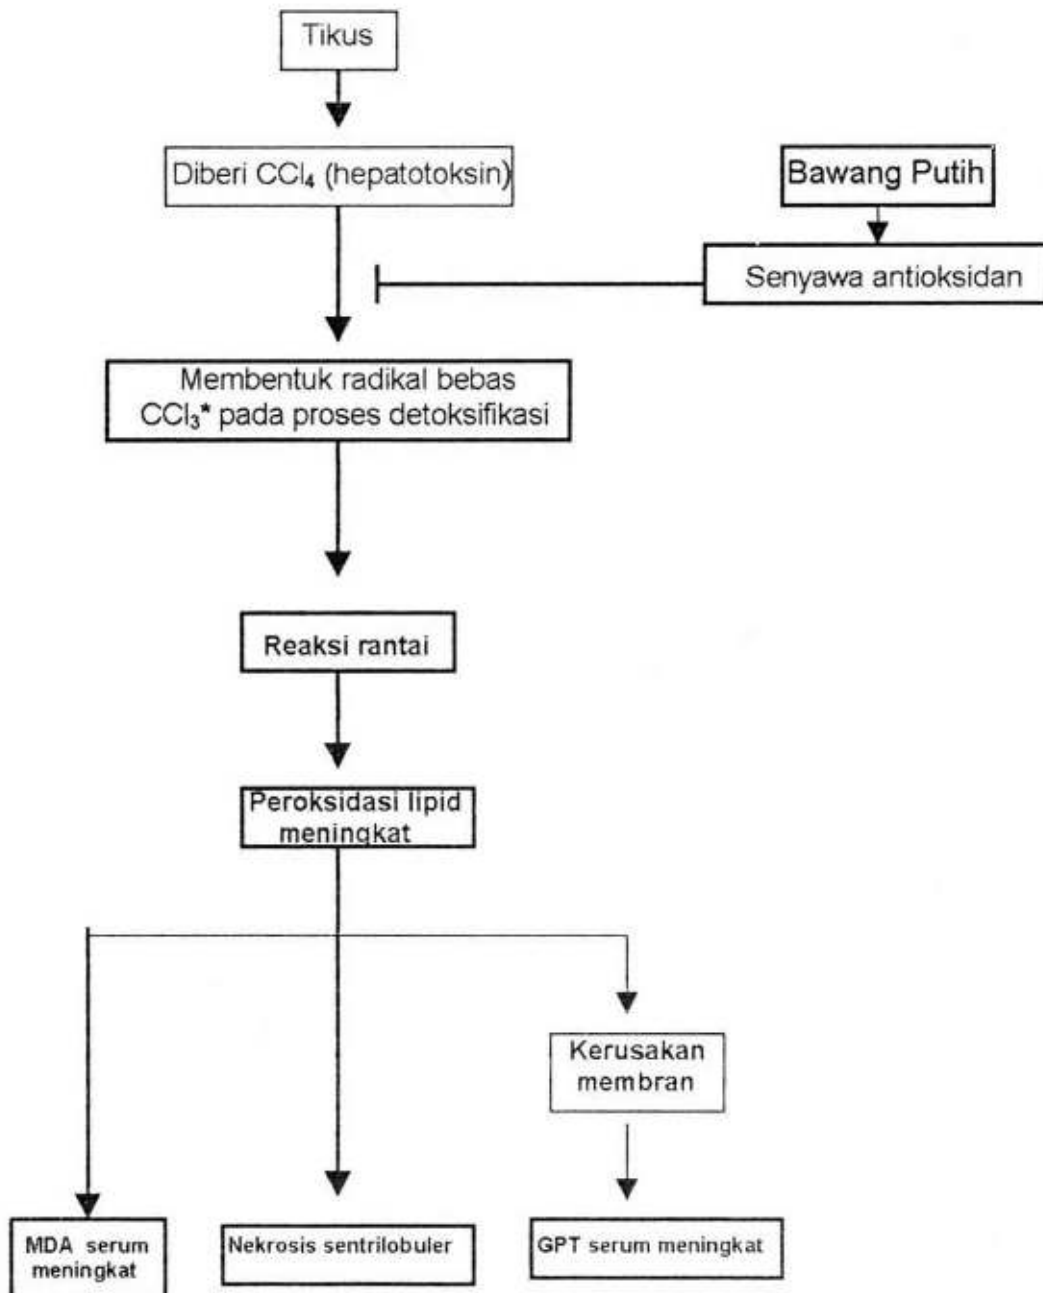 Tikus
Diberi CCl₄ (hepatotoksin)
Bawang Putih
Senyawa antioksidan
Membentuk radikal bebas
CCl₃* pada proses detoksifikasi
Reaksi rantai
Peroksidasi lipid
meningkat
Kerusakan
membran
MDA serum
meningkat
Nekrosis sentrilobuler
GPT serum meningkat